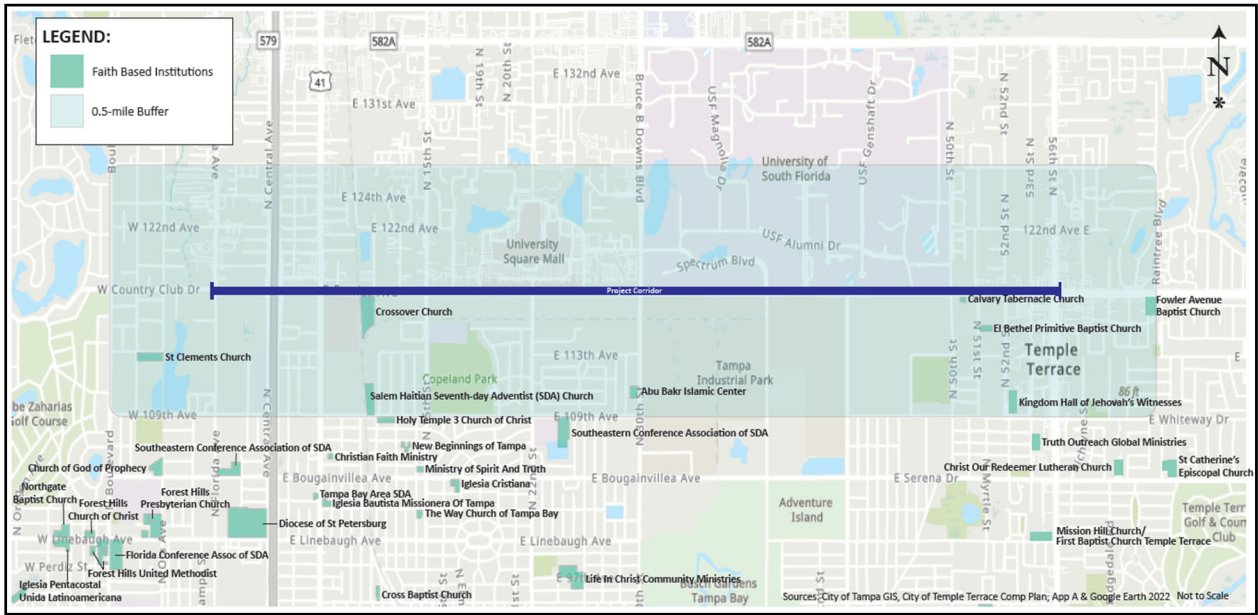 LEGEND:
Faith Based Institutions
0.5-mile Buffer
579
582A
582A
41
N
E 132nd Ave
E 131st Ave
N 20th St
N 15th St
N Central Ave
Bruce B Downs Blvd
USF Magnolia Dr
USF Genshaft Dr
N 50th St
N 52nd St
53rd St N
56th St N
University of
South Florida
E 124th Ave
W 122nd Ave
E 122nd Ave
University
Square Mall
USF Alumni Dr
Spectrum Blvd
52nd St N
122nd Ave E
Raintree Blvd
W Country Club Dr
Project Corridor
Calvary Tabernacle Church
Fowler Avenue
Baptist Church
Crossover Church
El Bethel Primitive Baptist Church
St Clements Church
E 113th Ave
Tampa
Industrial Park
N 50th St
N 51st St
N 52nd St
Temple
Terrace
Copeland Park
Salem Haitian Seventh-day Adventist (SDA) Church
Abu Bakr Islamic Center
86 ft
Kingdom Hall of Jehovah's Witnesses
W 109th Ave
Holy Temple 3 Church of Christ
E 109th Ave
E Whiteway Dr
Southeastern Conference Association of SDA
Southeastern Conference Association of SDA
New Beginnings of Tampa
Truth Outreach Global Ministries
Christian Faith Ministry
Church of God of Prophecy
Ministry of Spirit And Truth
Christ Our Redeemer Lutheran Church
St Catherine's
Episcopal Church
E Bougainvillea Ave
E Bougainvillea Ave
E Serena Dr
Iglesia Cristiana
Northgate
Baptist Church
Forest Hills
Presbyterian Church
Forest Hills
Church of Christ
Tampa Bay Area SDA
Iglesia Bautista Missionera Of Tampa
The Way Church of Tampa Bay
Adventure
Island
N Myrtle St
Temple Terr
Golf & Coun
Club
Diocese of St Petersburg
W Linebaugh Ave
E Linebaugh Ave
E Linebaugh Ave
Mission Hill Church/
First Baptist Church Temple Terrace
Florida Conference Assoc of SDA
W Perdiz St
Forest Hills United Methodist
Life In Christ Community Ministries
Busch Gardens
Tampa Bay
Iglesia Pentacostal
Unida Latinoamericana
Cross Baptist Church
Sources: City of Tampa GIS, City of Temple Terrace Comp Plan; App A & Google Earth 2022 Not to Scale